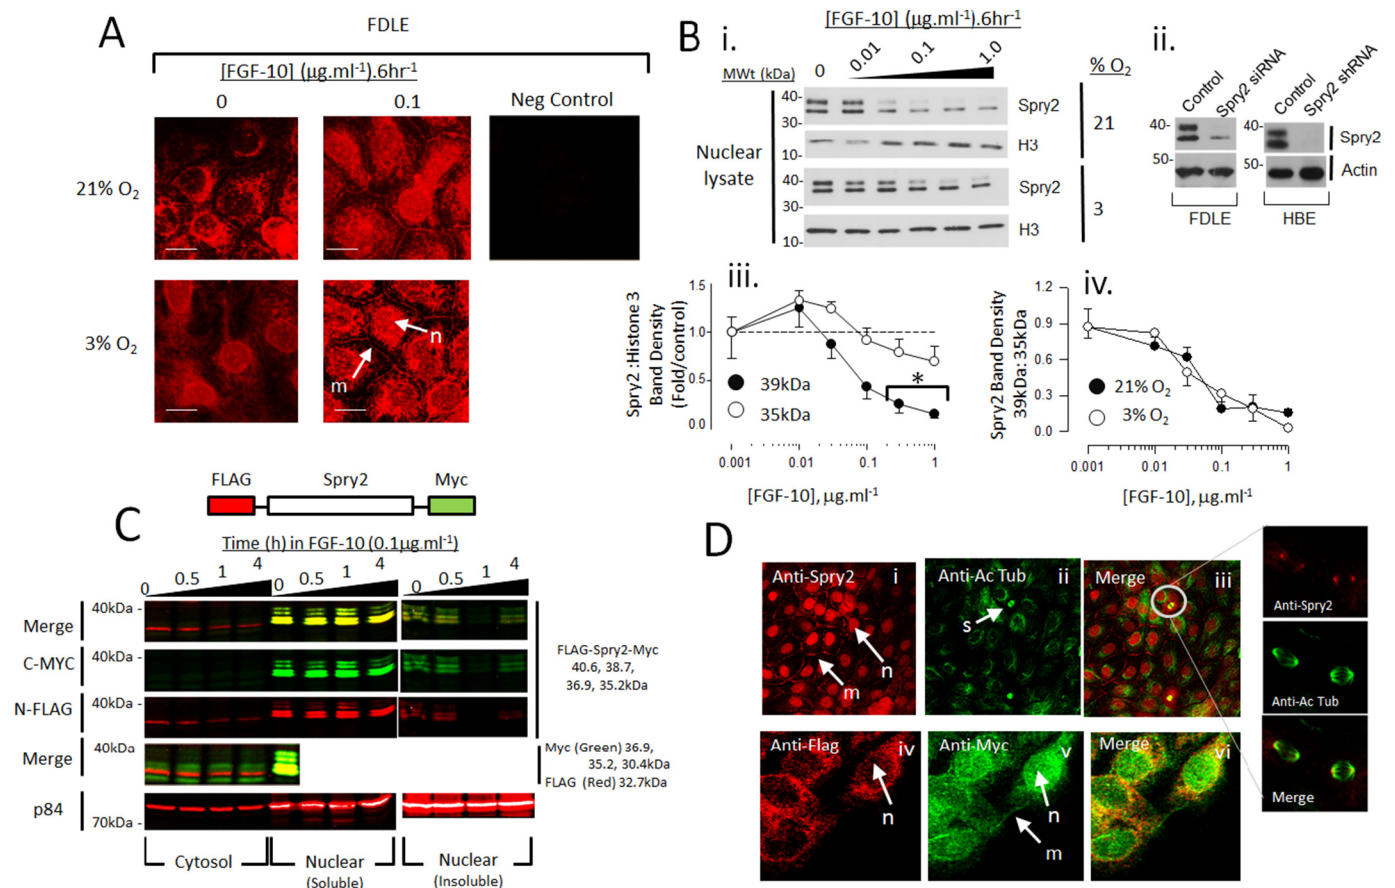 A
FDLE
[FGF-10] (µg.ml⁻¹).6hr⁻¹
0
0.1
Neg Control
21% O₂
3% O₂
n
m
B
i.
[FGF-10] (µg.ml⁻¹).6hr⁻¹
MWt (kDa)
0
0.01
0.1
1.0
% O₂
Nuclear
lysate
40-
30-
Spry2
10-
H3
21
40-
30-
Spry2
10-
H3
3
ii.
Control
Spry2 siRNA
Control
Spry2 shRNA
40-
40-
Spry2
50-
50-
Actin
FDLE
HBE
iii.
Spry2 :Histone 3
Band Density
(Fold/control)
1.5
1.0
0.5
0.0
*
39kDa
35kDa
0.001
0.01
0.1
1
[FGF-10], µg.ml⁻¹
iv.
Spry2 Band Density
39kDa: 35kDa
1.2
0.9
0.6
0.3
0.0
21% O₂
3% O₂
0.001
0.01
0.1
1
[FGF-10], µg.ml⁻¹
FLAG
Spry2
Myc
C
Time (h) in FGF-10 (0.1µg.ml⁻¹)
0
0.5
1
4
0
0.5
1
4
0
0.5
1
4
Merge
40kDa -
C-MYC
40kDa -
N-FLAG
40kDa -
Merge
40kDa
p84
70kDa-
FLAG-Spry2-Myc
40.6, 38.7,
36.9, 35.2kDa
Myc (Green) 36.9,
35.2, 30.4kDa
FLAG (Red) 32.7kDa
Cytosol
Nuclear
(Soluble)
Nuclear
(Insoluble)
D
Anti-Spry2
i
n
m
Anti-Ac Tub
ii
s
Merge
iii
Anti-Spry2
Anti-Ac Tub
Merge
Anti-Flag
iv
n
Anti-Myc
v
n
m
Merge
vi